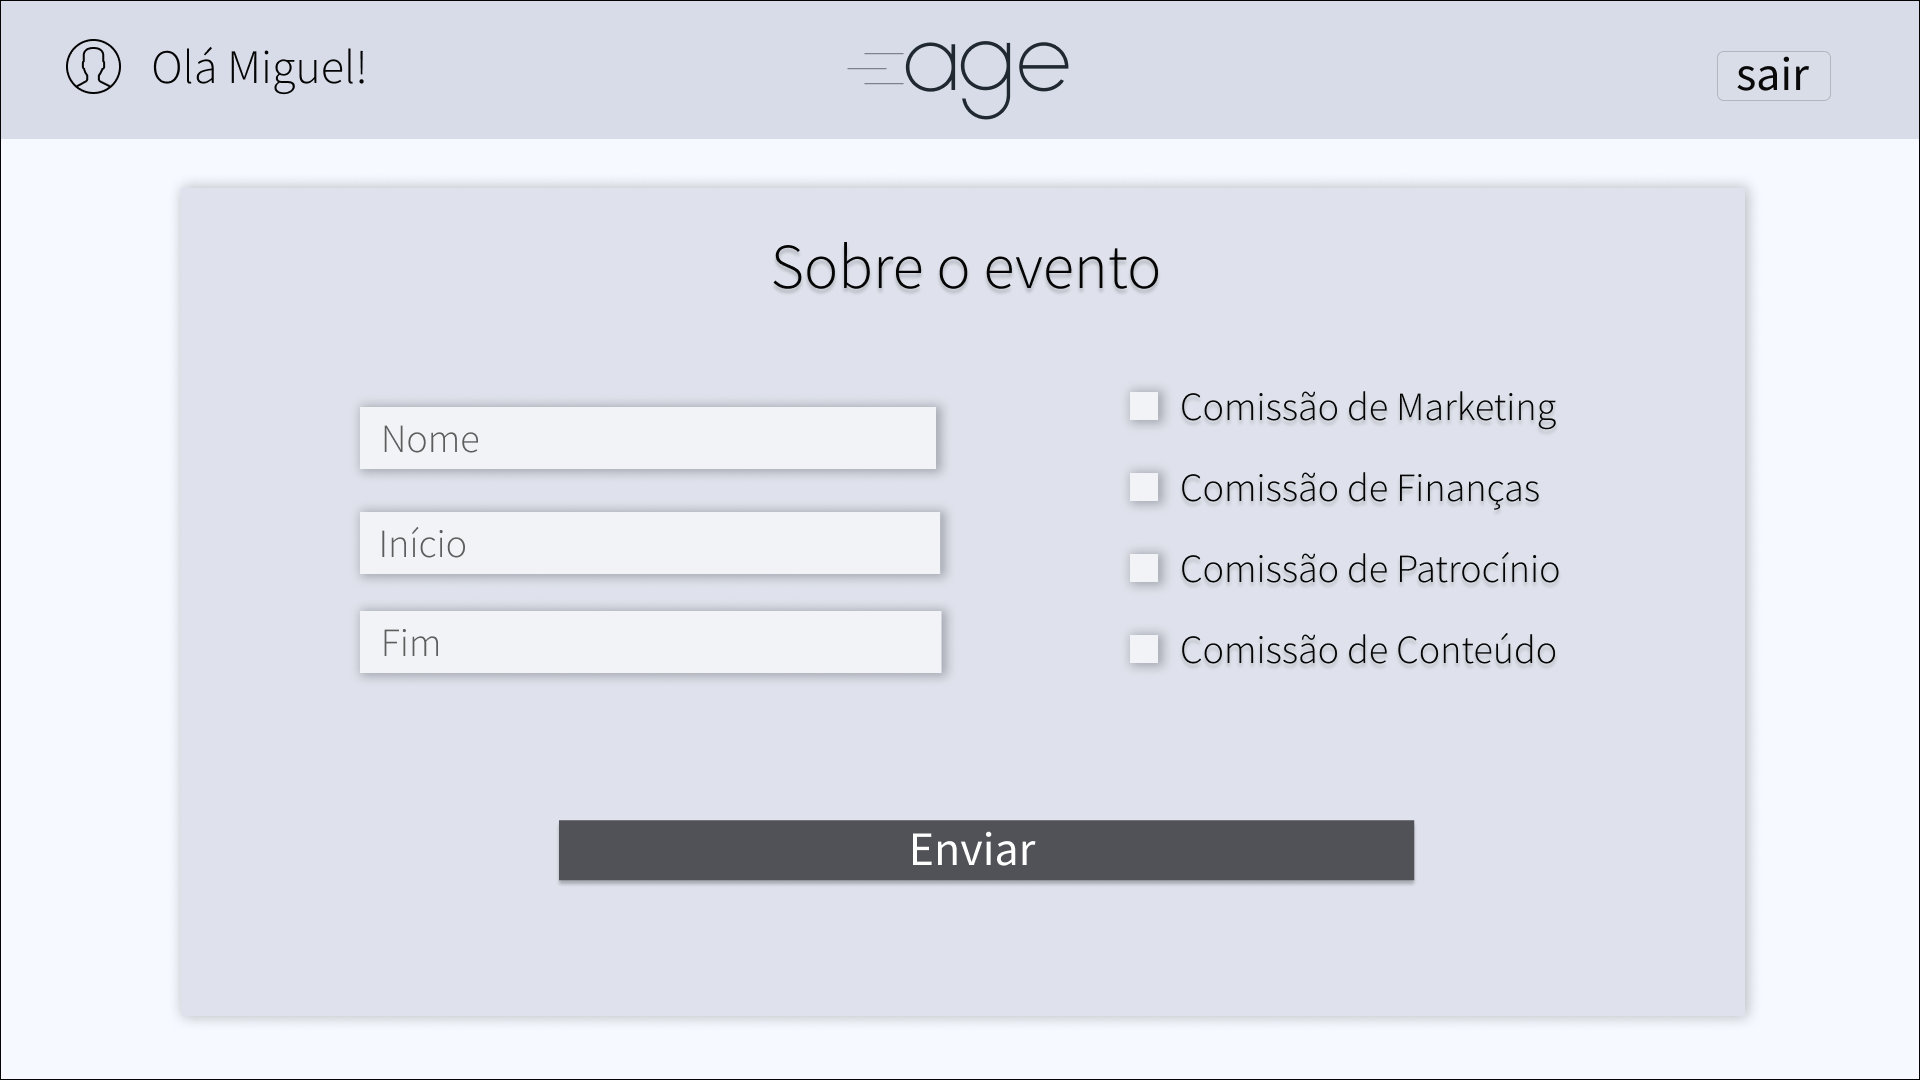 Olá Miguel!
age
sair
Sobre o evento
Nome
Início
Fim
Comissão de Marketing
Comissão de Finanças
Comissão de Patrocínio
Comissão de Conteúdo
Enviar